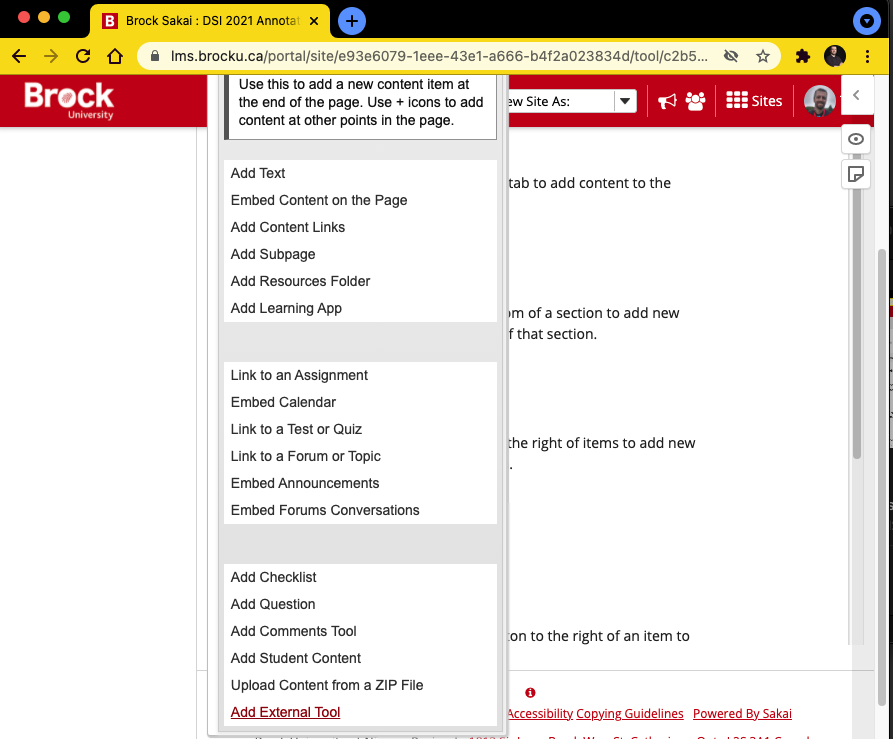 Brock Sakai : DSI 2021 Annotat
lms.brocku.ca/portal/site/e93e6079-1eee-43e1-a666-b4f2a023834d/tool/c2b5...
Brock
University
ew Site As:
Sites
Use this to add a new content item at
the end of the page. Use + icons to add
content at other points in the page.
Add Text
tab to add content to the
Embed Content on the Page
Add Content Links
Add Subpage
Add Resources Folder
Add Learning App
om of a section to add new
f that section.
Link to an Assignment
Embed Calendar
Link to a Test or Quiz
the right of items to add new
Link to a Forum or Topic
Embed Announcements
Embed Forums Conversations
Add Checklist
Add Question
Add Comments Tool
on to the right of an item to
Add Student Content
Upload Content from a ZIP File
Add External Tool
Accessibility Copying Guidelines Powered By Sakai